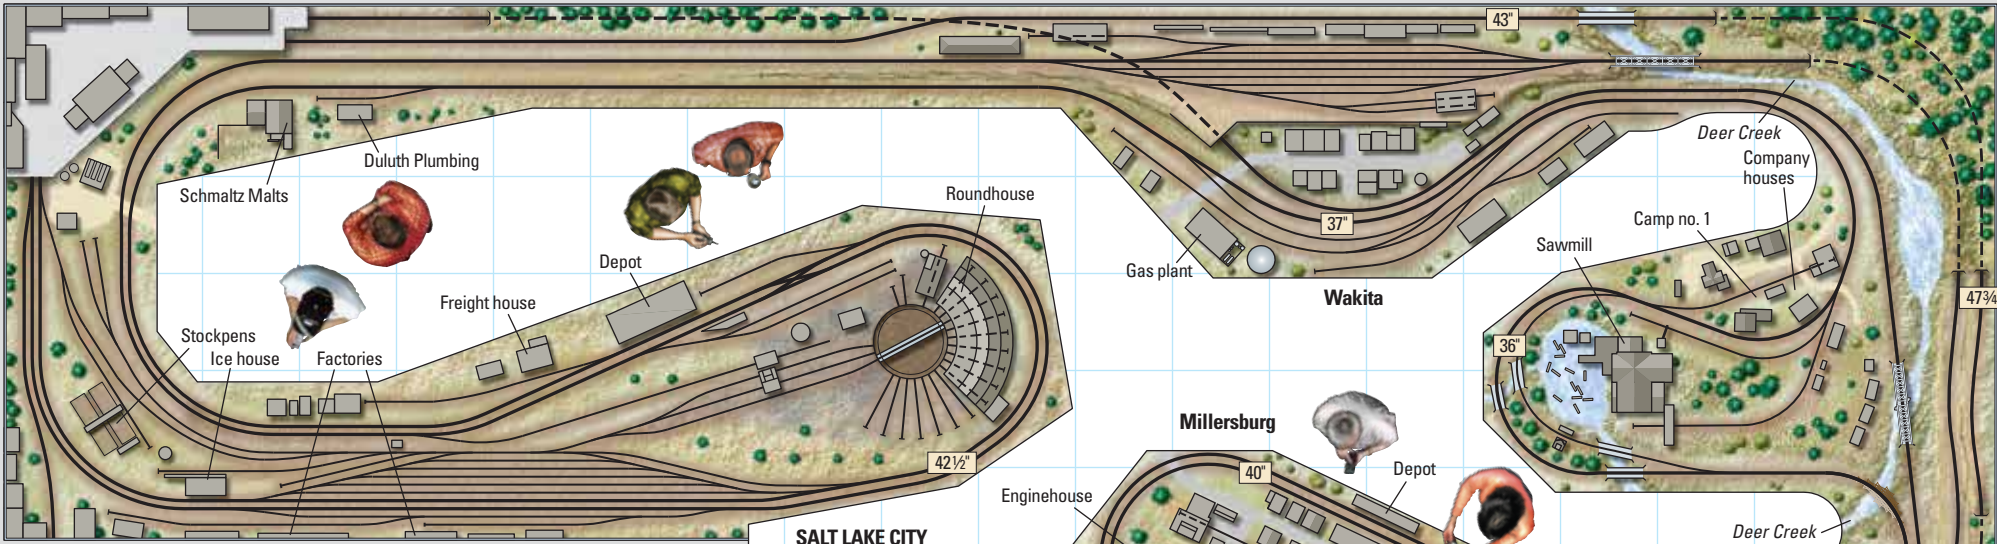 43"
Deer Creek
Company
houses
Duluth Plumbing
Schmaltz Malts
Roundhouse
Camp no. 1
37"
Sawmill
Depot
Gas plant
Freight house
Wakita
47¾
Stockpens
Ice house
Factories
36"
Millersburg
42½"
40"
Depot
Enginehouse
SALT LAKE CITY
Deer Creek